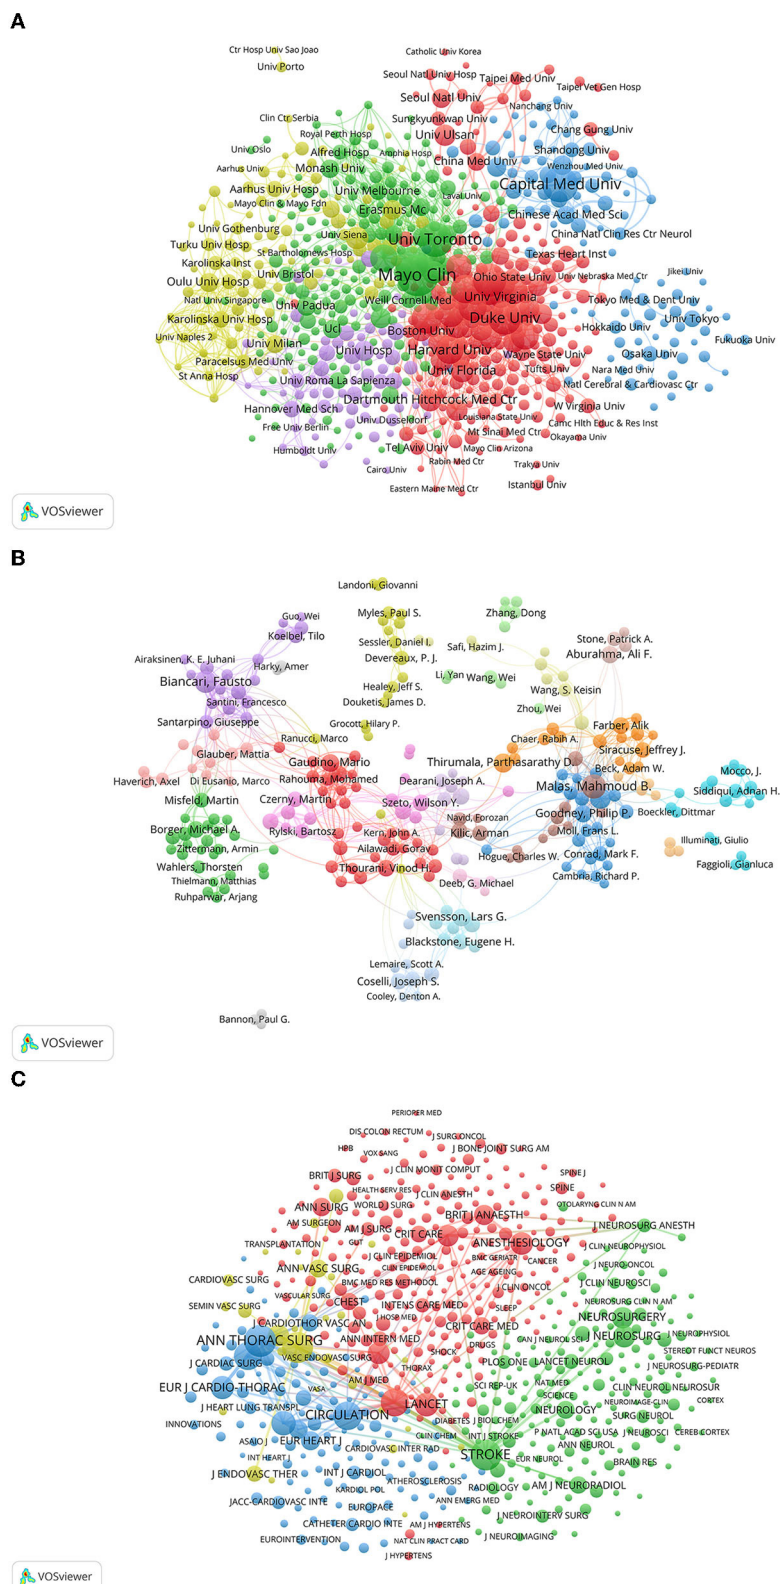 A
Ctr Hosp Univ Sao Joao
Univ Porto
Catholic Univ Korea
Seoul Natl Univ Hosp
Taipei Med Univ
Taipei Vet Gen Hosp
Seoul Natl Univ
Nanchang Univ
Clin Ctr Serbia
Sungkyunkwan Univ
Chang Gung Univ
Royal Perth Hosp
Univ Ulsan
Univ Oslo
Alfred Hosp
Amphia Hosp
Shandong Univ
Aarhus Univ
Monash Univ
China Med Univ
Wenzhou Med Univ
Aarhus Univ Hosp
Univ Melbourne
Laval Univ
Capital Med Univ
Mayo Clin & Mayo Fdn
Erasmus Mc
Chinese Acad Med Sci
Univ Gothenburg
Univ Siena
Univ Toronto
China Natl Clin Res Ctr Neurol
Turku Univ Hosp
St Bartholomews Hosp
Texas Heart Inst
Karolinska Inst
Univ Bristol
Mayo Clin
Ohio State Univ
Univ Nebraska Med Ctr
Jikei Univ
Oulu Univ Hosp
Natl Univ Singapore
Univ Padua
Weill Cornell Med
Univ Virginia
Tokyo Med & Dent Univ
Karolinska Univ Hosp
Ucl
Boston Univ
Duke Univ
Univ Tokyo
Hokkaido Univ
Univ Naples 2
Univ Milan
Univ Hosp
Harvard Univ
Wayne State Univ
Osaka Univ
Fukuoka Univ
Paracelsus Med Univ
Tufts Univ
Nara Med Univ
St Anna Hosp
Univ Roma La Sapienza
Univ Florida
Natl Cerebral & Cardiovasc Ctr
Dartmouth Hitchcock Med Ctr
Hannover Med Sch
W Virginia Univ
Univ Dusseldorf
Louisiana State Univ
Camc Hlth Educ & Res Inst
Free Univ Berlin
Mt Sinai Med Ctr
Okayama Univ
Humboldt Univ
Tel Aviv Univ
Mayo Clin Arizona
Cairo Univ
Rabin Med Ctr
Trakya Univ
Eastern Maine Med Ctr
Istanbul Univ
VOSviewer
B
Landoni, Giovanni
Guo, Wei
Myles, Paul S.
Zhang, Dong
Koelbel, Tilo
Sessler, Daniel I.
Safi, Hazim J.
Stone, Patrick A.
Airaksinen, K. E. Juhani
Harky, Amer
Devereaux, P. J.
Aburahma, Ali F.
Biancari, Fausto
Healey, Jeff S.
Li, Yan
Wang, Wei
Wang, S. Keisin
Santini, Francesco
Douketis, James D.
Zhou, Wei
Santarpino, Giuseppe
Grocott, Hilary P.
Farber, Alik
Ranucci, Marco
Chaer, Rabih A.
Siracuse, Jeffrey J.
Glauber, Mattia
Gaudino, Mario
Thirumala, Parthasarathy D.
Beck, Adam W.
Mocco, J.
Haverich, Axel
Di Eusanio, Marco
Rahouma, Mohamed
Dearani, Joseph A.
Malas, Mahmoud B.
Siddiqui, Adnan H.
Misfeld, Martin
Czerny, Martin
Szeto, Wilson Y.
Navid, Forozan
Goodney, Philip P.
Boeckler, Dittmar
Borger, Michael A.
Rylski, Bartosz
Kern, John A.
Kilic, Arman
Moll, Frans L.
Zittermann, Armin
Ailawadi, Gorav
Illuminati, Giulio
Wahlers, Thorsten
Thourani, Vinod H.
Hogue, Charles W.
Conrad, Mark F.
Faggioli, Gianluca
Thielmann, Matthias
Deeb, G. Michael
Cambria, Richard P.
Ruhparwar, Arjang
Svensson, Lars G.
Blackstone, Eugene H.
Lemaire, Scott A.
Coselli, Joseph S.
Cooley, Denton A.
Bannon, Paul G.
VOSviewer
C
PERIOPER MED
DIS COLON RECTUM
J SURG ONCOL
HPB
VOX SANG
J BONE JOINT SURG AM
J CLIN MONIT COMPUT
BRIT J SURG
SPINE J
HEALTH SERV RES
J CLIN ANESTH
SPINE
ANN SURG
WORLD J SURG
OTOLARYNG CLIN N AM
AM SURGEON
AM J SURG
BRIT J ANAESTH
J NEUROSURG ANESTH
CRIT CARE
TRANSPLANTATION
GUT
ANESTHESIOLOGY
J CLIN NEUROPHYSIOL
J CLIN EPIDEMIOL
BMC GERIATR
CANCER
ANN VASC SURG
CLIN EPIDEMIOL
AGE AGEING
J NEURO-ONCOL
CARDIOVASC SURG
BMC MED RES METHODOL
J CLIN ONCOL
J CLIN NEUROSCI
VASCULAR SURG
CHEST
INTENS CARE MED
NEUROSURG CLIN N AM
SEMIN VASC SURG
SLEEP
J HOSP MED
NEUROSURGERY
J CARDIOTHOR VASC AN
CRIT CARE MED
ANN THORAC SURG
ANN INTERN MED
CAN J NEUROL SCI
J NEUROSURG
J NEUROPHYSIOL
DRUGS
SHOCK
STEREOT FUNCT NEUROS
J CARDIAC SURG
VASC ENDOVASC SURG
PLOS ONE
LANCET NEUROL
THORAX
J NEUROSURG-PEDIATR
EUR J CARDIO-THORAC
AM J MED
SCI REP-UK
NAT MED
CLIN NEUROL NEUROSUR
VASA
SCIENCE
J HEART LUNG TRANSPL
LANCET
NEUROIMAGE-CLIN
CORTEX
CIRCULATION
NEUROLOGY
SURG NEUROL
INNOVATIONS
DIABETES
J BIOL CHEM
P NATL ACAD SCI USA
J NEUROSCI
CEREB CORTEX
ASAIO J
EUR HEART J
CLIN CHEM
INT J STROKE
ANN NEUROL
CARDIOVASC INTER RAD
STROKE
INT HEART J
EUR NEUROL
BRAIN RES
J ENDOVASC THER
INT J CARDIOL
ATHEROSCLEROSIS
RADIOLOGY
AM J NEURORADIOL
KARDIOL POL
JACC-CARDIOVASC INTE
EUROPACE
ANN EMERG MED
J NEUROINTERV SURG
CATHETER CARDIO INTE
AM J HYPERTENS
J NEUROIMAGING
EUROINTERVENTION
NAT CLIN PRACT CARD
J HYPERTENS
VOSviewer